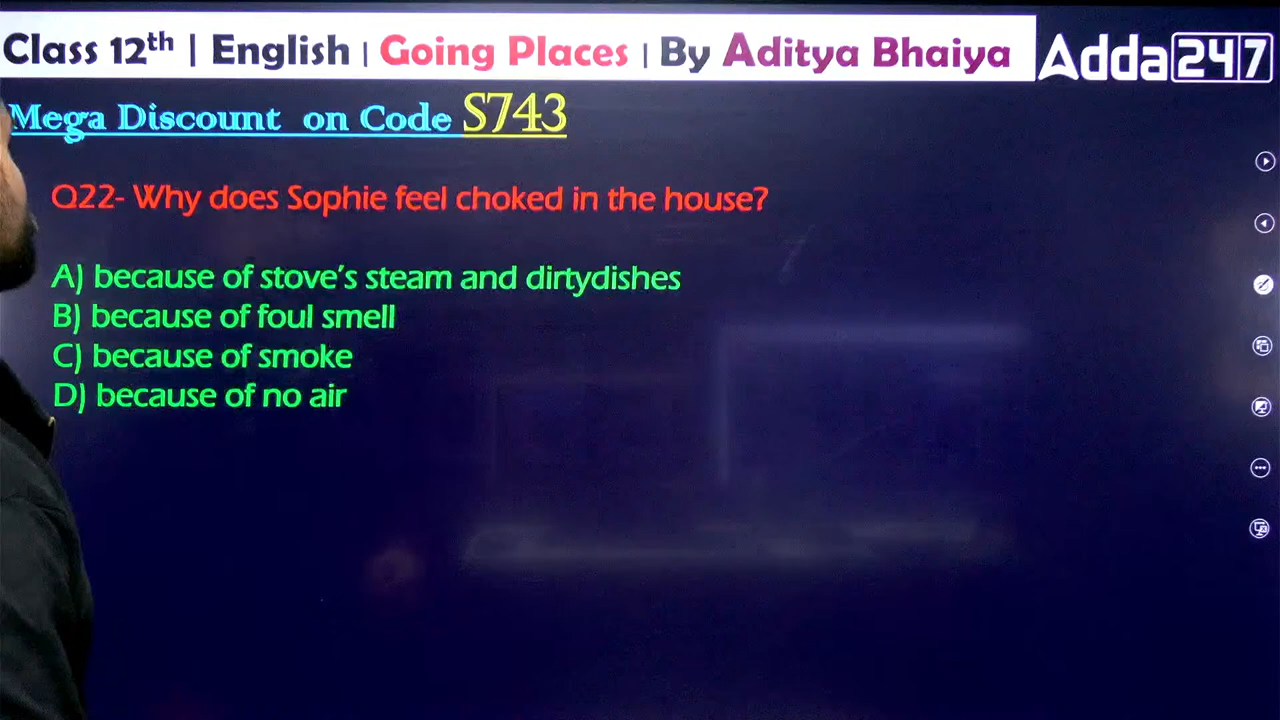 Class 12th | English | Going Places | By Aditya Bhaiya
Adda247
Mega Discount on Code S743
Q22- Why does Sophie feel choked in the house?
A) because of stove's steam and dirtydishes
B) because of foul smell
C) because of smoke
D) because of no air